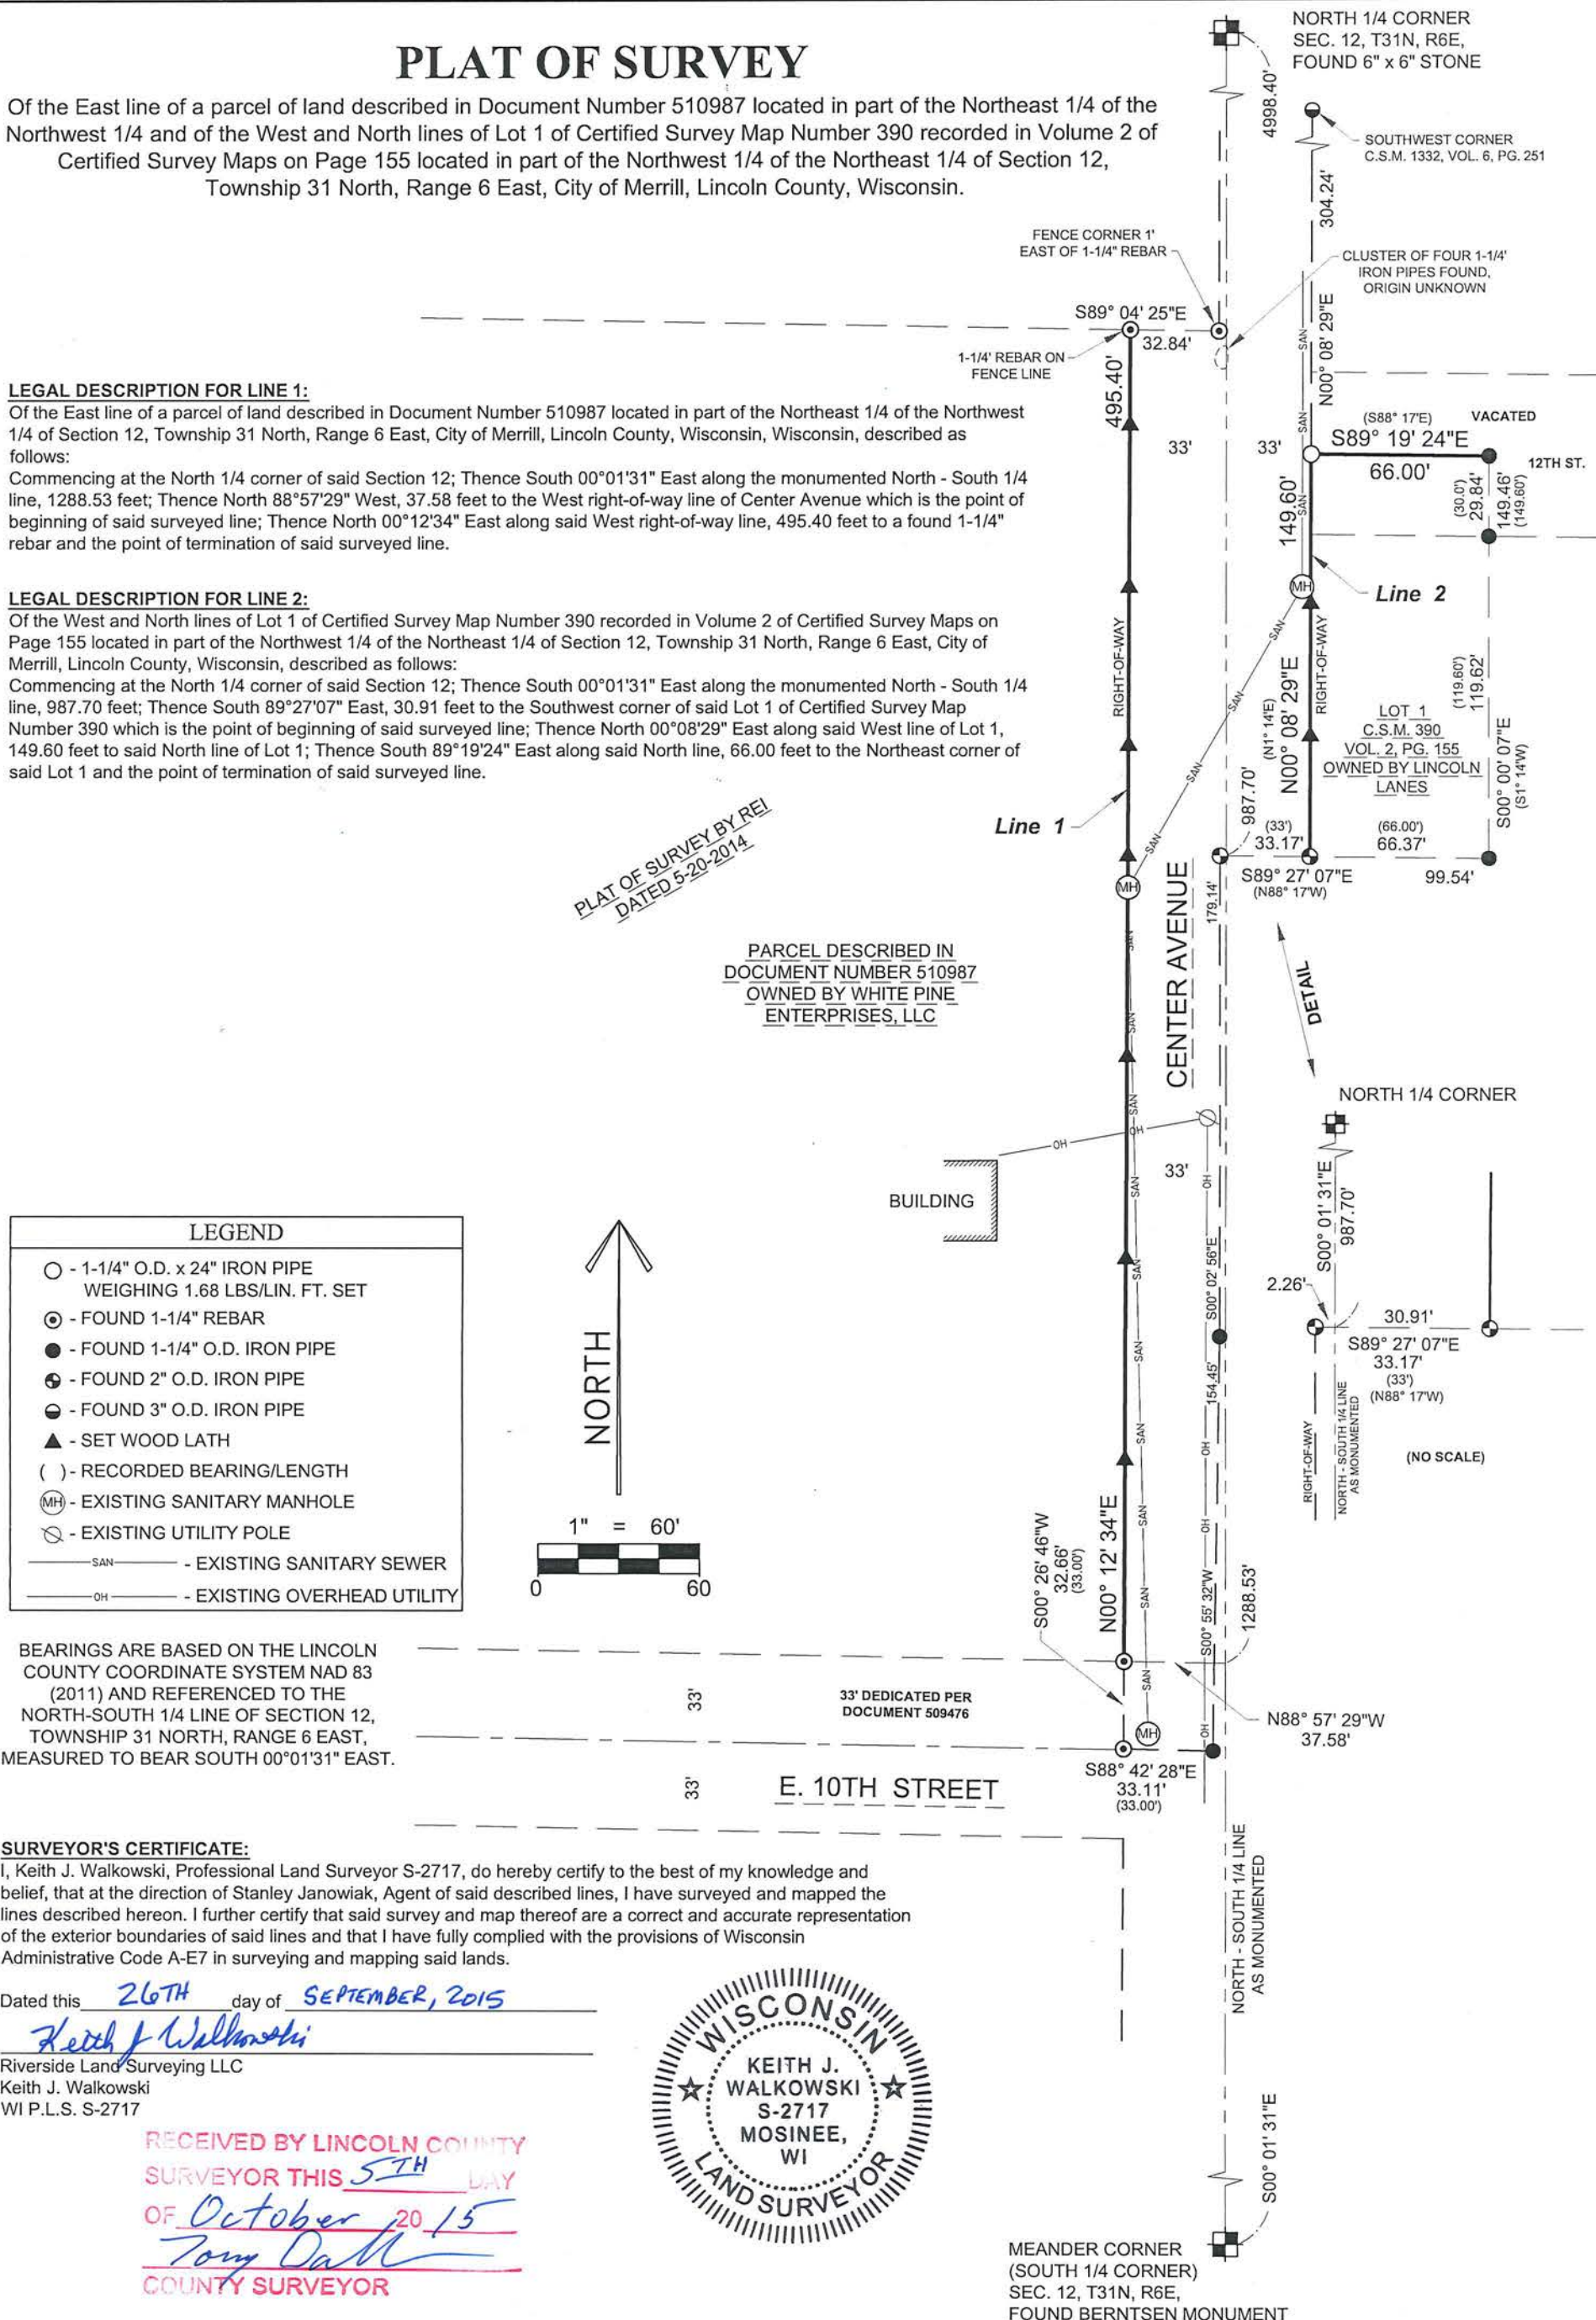 PLAT OF SURVEY
Of the East line of a parcel of land described in Document Number 510987 located in part of the Northeast 1/4 of the
Northwest 1/4 and of the West and North lines of Lot 1 of Certified Survey Map Number 390 recorded in Volume 2 of
Certified Survey Maps on Page 155 located in part of the Northwest 1/4 of the Northeast 1/4 of Section 12,
Township 31 North, Range 6 East, City of Merrill, Lincoln County, Wisconsin.
NORTH 1/4 CORNER
SEC. 12, T31N, R6E,
FOUND 6" x 6" STONE
4998.40'
SOUTHWEST CORNER
C.S.M. 1332, VOL. 6, PG. 251
304.24'
FENCE CORNER 1'
EAST OF 1-1/4" REBAR
CLUSTER OF FOUR 1-1/4'
IRON PIPES FOUND,
ORIGIN UNKNOWN
S89° 04' 25"E
32.84'
1-1/4' REBAR ON
FENCE LINE
495.40'
SAN
N00° 08' 29"E
LEGAL DESCRIPTION FOR LINE 1:
Of the East line of a parcel of land described in Document Number 510987 located in part of the Northeast 1/4 of the Northwest
1/4 of Section 12, Township 31 North, Range 6 East, City of Merrill, Lincoln County, Wisconsin, Wisconsin, described as
follows:
Commencing at the North 1/4 corner of said Section 12; Thence South 00°01'31" East along the monumented North - South 1/4
line, 1288.53 feet; Thence North 88°57'29" West, 37.58 feet to the West right-of-way line of Center Avenue which is the point of
beginning of said surveyed line; Thence North 00°12'34" East along said West right-of-way line, 495.40 feet to a found 1-1/4"
rebar and the point of termination of said surveyed line.
33'
33'
SAN
(S88° 17'E)
VACATED
S89° 19' 24"E
66.00'
12TH ST.
149.60'
SAN
(30.0')
29.84'
149.46'
(149.60')
MH
Line 2
LEGAL DESCRIPTION FOR LINE 2:
Of the West and North lines of Lot 1 of Certified Survey Map Number 390 recorded in Volume 2 of Certified Survey Maps on
Page 155 located in part of the Northwest 1/4 of the Northeast 1/4 of Section 12, Township 31 North, Range 6 East, City of
Merrill, Lincoln County, Wisconsin, described as follows:
Commencing at the North 1/4 corner of said Section 12; Thence South 00°01'31" East along the monumented North - South 1/4
line, 987.70 feet; Thence South 89°27'07" East, 30.91 feet to the Southwest corner of said Lot 1 of Certified Survey Map
Number 390 which is the point of beginning of said surveyed line; Thence North 00°08'29" East along said West line of Lot 1,
149.60 feet to said North line of Lot 1; Thence South 89°19'24" East along said North line, 66.00 feet to the Northeast corner of
said Lot 1 and the point of termination of said surveyed line.
RIGHT-OF-WAY
SAN
SAN
SAN
SAN
(N1° 14'E)
N00° 08' 29"E
RIGHT-OF-WAY
(119.60')
119.62'
LOT 1
C.S.M. 390
VOL. 2, PG. 155
OWNED BY LINCOLN
LANES
S00° 00' 07"E
(S1° 14'W)
Line 1
987.70'
(33')
33.17'
(66.00')
66.37'
S89° 27' 07"E
(N88° 17'W)
99.54'
PLAT OF SURVEY BY REI
DATED 5-20-2014
MH
179.14'
CENTER AVENUE
PARCEL DESCRIBED IN
DOCUMENT NUMBER 510987
OWNED BY WHITE PINE
ENTERPRISES, LLC
SAN
SAN
SAN
DETAIL
NORTH 1/4 CORNER
OH
OH
BUILDING
33'
SAN
OH
S00° 02' 56"E
S00° 01' 31"E
987.70'
2.26'
30.91'
S89° 27' 07"E
33.17'
(33')
(N88° 17'W)
RIGHT-OF-WAY
NORTH - SOUTH 1/4 LINE
AS MONUMENTED
(NO SCALE)
LEGEND
- 1-1/4" O.D. x 24" IRON PIPE
WEIGHING 1.68 LBS/LIN. FT. SET
- FOUND 1-1/4" REBAR
- FOUND 1-1/4" O.D. IRON PIPE
- FOUND 2" O.D. IRON PIPE
- FOUND 3" O.D. IRON PIPE
- SET WOOD LATH
( ) - RECORDED BEARING/LENGTH
MH - EXISTING SANITARY MANHOLE
- EXISTING UTILITY POLE
SAN - EXISTING SANITARY SEWER
OH - EXISTING OVERHEAD UTILITY
NORTH
1" = 60'
0 60
SAN
SAN
SAN
154.45'
OH
SAN
OH
SAN
S00° 26' 46"W
32.66'
(33.00')
N00° 12' 34"E
S00° 55' 32"W
1288.53'
BEARINGS ARE BASED ON THE LINCOLN
COUNTY COORDINATE SYSTEM NAD 83
(2011) AND REFERENCED TO THE
NORTH-SOUTH 1/4 LINE OF SECTION 12,
TOWNSHIP 31 NORTH, RANGE 6 EAST,
MEASURED TO BEAR SOUTH 00°01'31" EAST.
33'
33' DEDICATED PER
DOCUMENT 509476
SAN
MH
OH
N88° 57' 29"W
37.58'
33'
E. 10TH STREET
S88° 42' 28"E
33.11'
(33.00')
SURVEYOR'S CERTIFICATE:
I, Keith J. Walkowski, Professional Land Surveyor S-2717, do hereby certify to the best of my knowledge and
belief, that at the direction of Stanley Janowiak, Agent of said described lines, I have surveyed and mapped the
lines described hereon. I further certify that said survey and map thereof are a correct and accurate representation
of the exterior boundaries of said lines and that I have fully complied with the provisions of Wisconsin
Administrative Code A-E7 in surveying and mapping said lands.
Dated this 26TH day of SEPTEMBER, 2015
Keith J Walkowski
Riverside Land Surveying LLC
Keith J. Walkowski
WI P.L.S. S-2717
WISCONSIN
KEITH J.
WALKOWSKI
S-2717
MOSINEE,
WI
LAND SURVEYOR
NORTH - SOUTH 1/4 LINE
AS MONUMENTED
S00° 01' 31"E
RECEIVED BY LINCOLN COUNTY
SURVEYOR THIS 5TH DAY
OF October 2015
Tony Dall
COUNTY SURVEYOR
MEANDER CORNER
(SOUTH 1/4 CORNER)
SEC. 12, T31N, R6E,
FOUND BERNTSEN MONUMENT